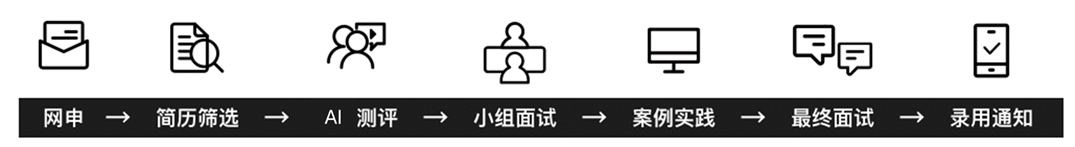 网申 → 简历筛选 → AI 测评 → 小组面试 → 案例实践 → 最终面试 → 录用通知